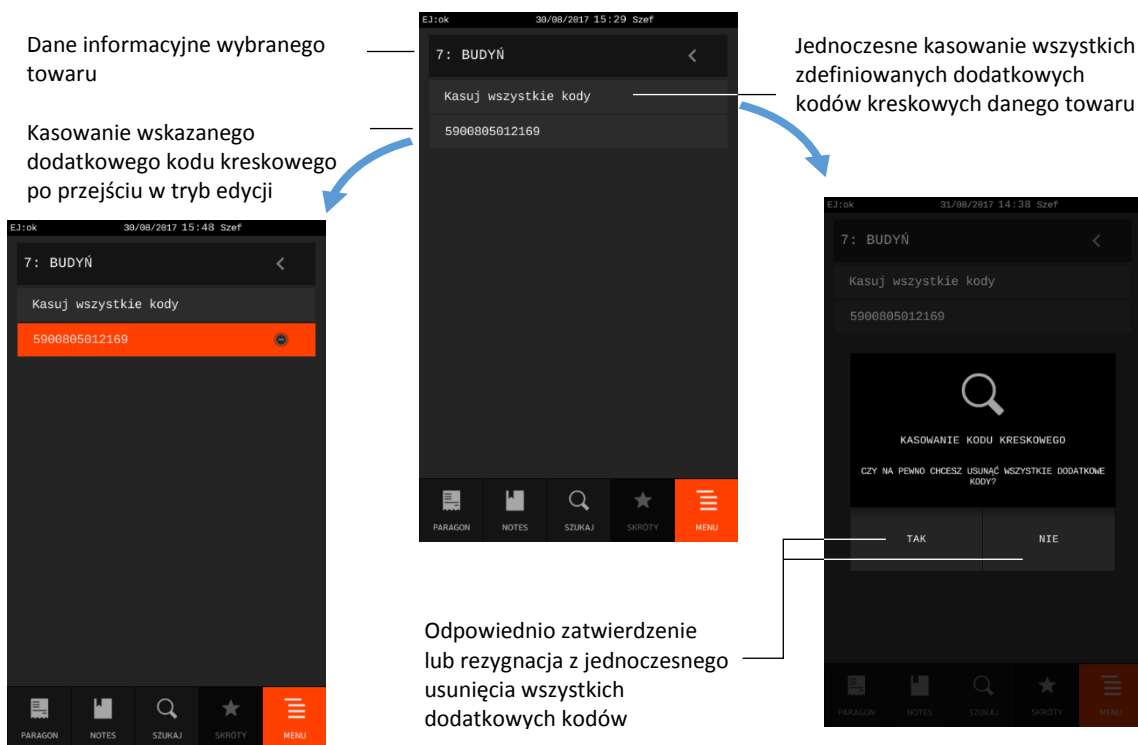 Dane informacyjne wybranego
towaru
Kasowanie wskazanego
dodatkowego kodu kreskowego
po przejściu w tryb edycji
EJ:ok 30/08/2017 15:29 Szef
7: BUDYŃ
Kasuj wszystkie kody
5900805012169
PARAGON NOTES SZUKAJ SKRÓTY MENU
Jednoczesne kasowanie wszystkich
zdefiniowanych dodatkowych
kodów kreskowych danego towaru
EJ:ok 30/08/2017 15:48 Szef
7: BUDYŃ
Kasuj wszystkie kody
5900805012169
PARAGON NOTES SZUKAJ SKRÓTY MENU
EJ:ok 31/08/2017 14:38 Szef
7: BUDYŃ
Kasuj wszystkie kody
5900805012169
KASOWANIE KODU KRESKOWEGO
CZY NA PEWNO CHCESZ USUNĄĆ WSZYSTKIE DODATKOWE
KODY?
TAK NIE
PARAGON NOTES SZUKAJ SKRÓTY MENU
Odpowiednio zatwierdzenie
lub rezygnacja z jednoczesnego
usunięcia wszystkich
dodatkowych kodów